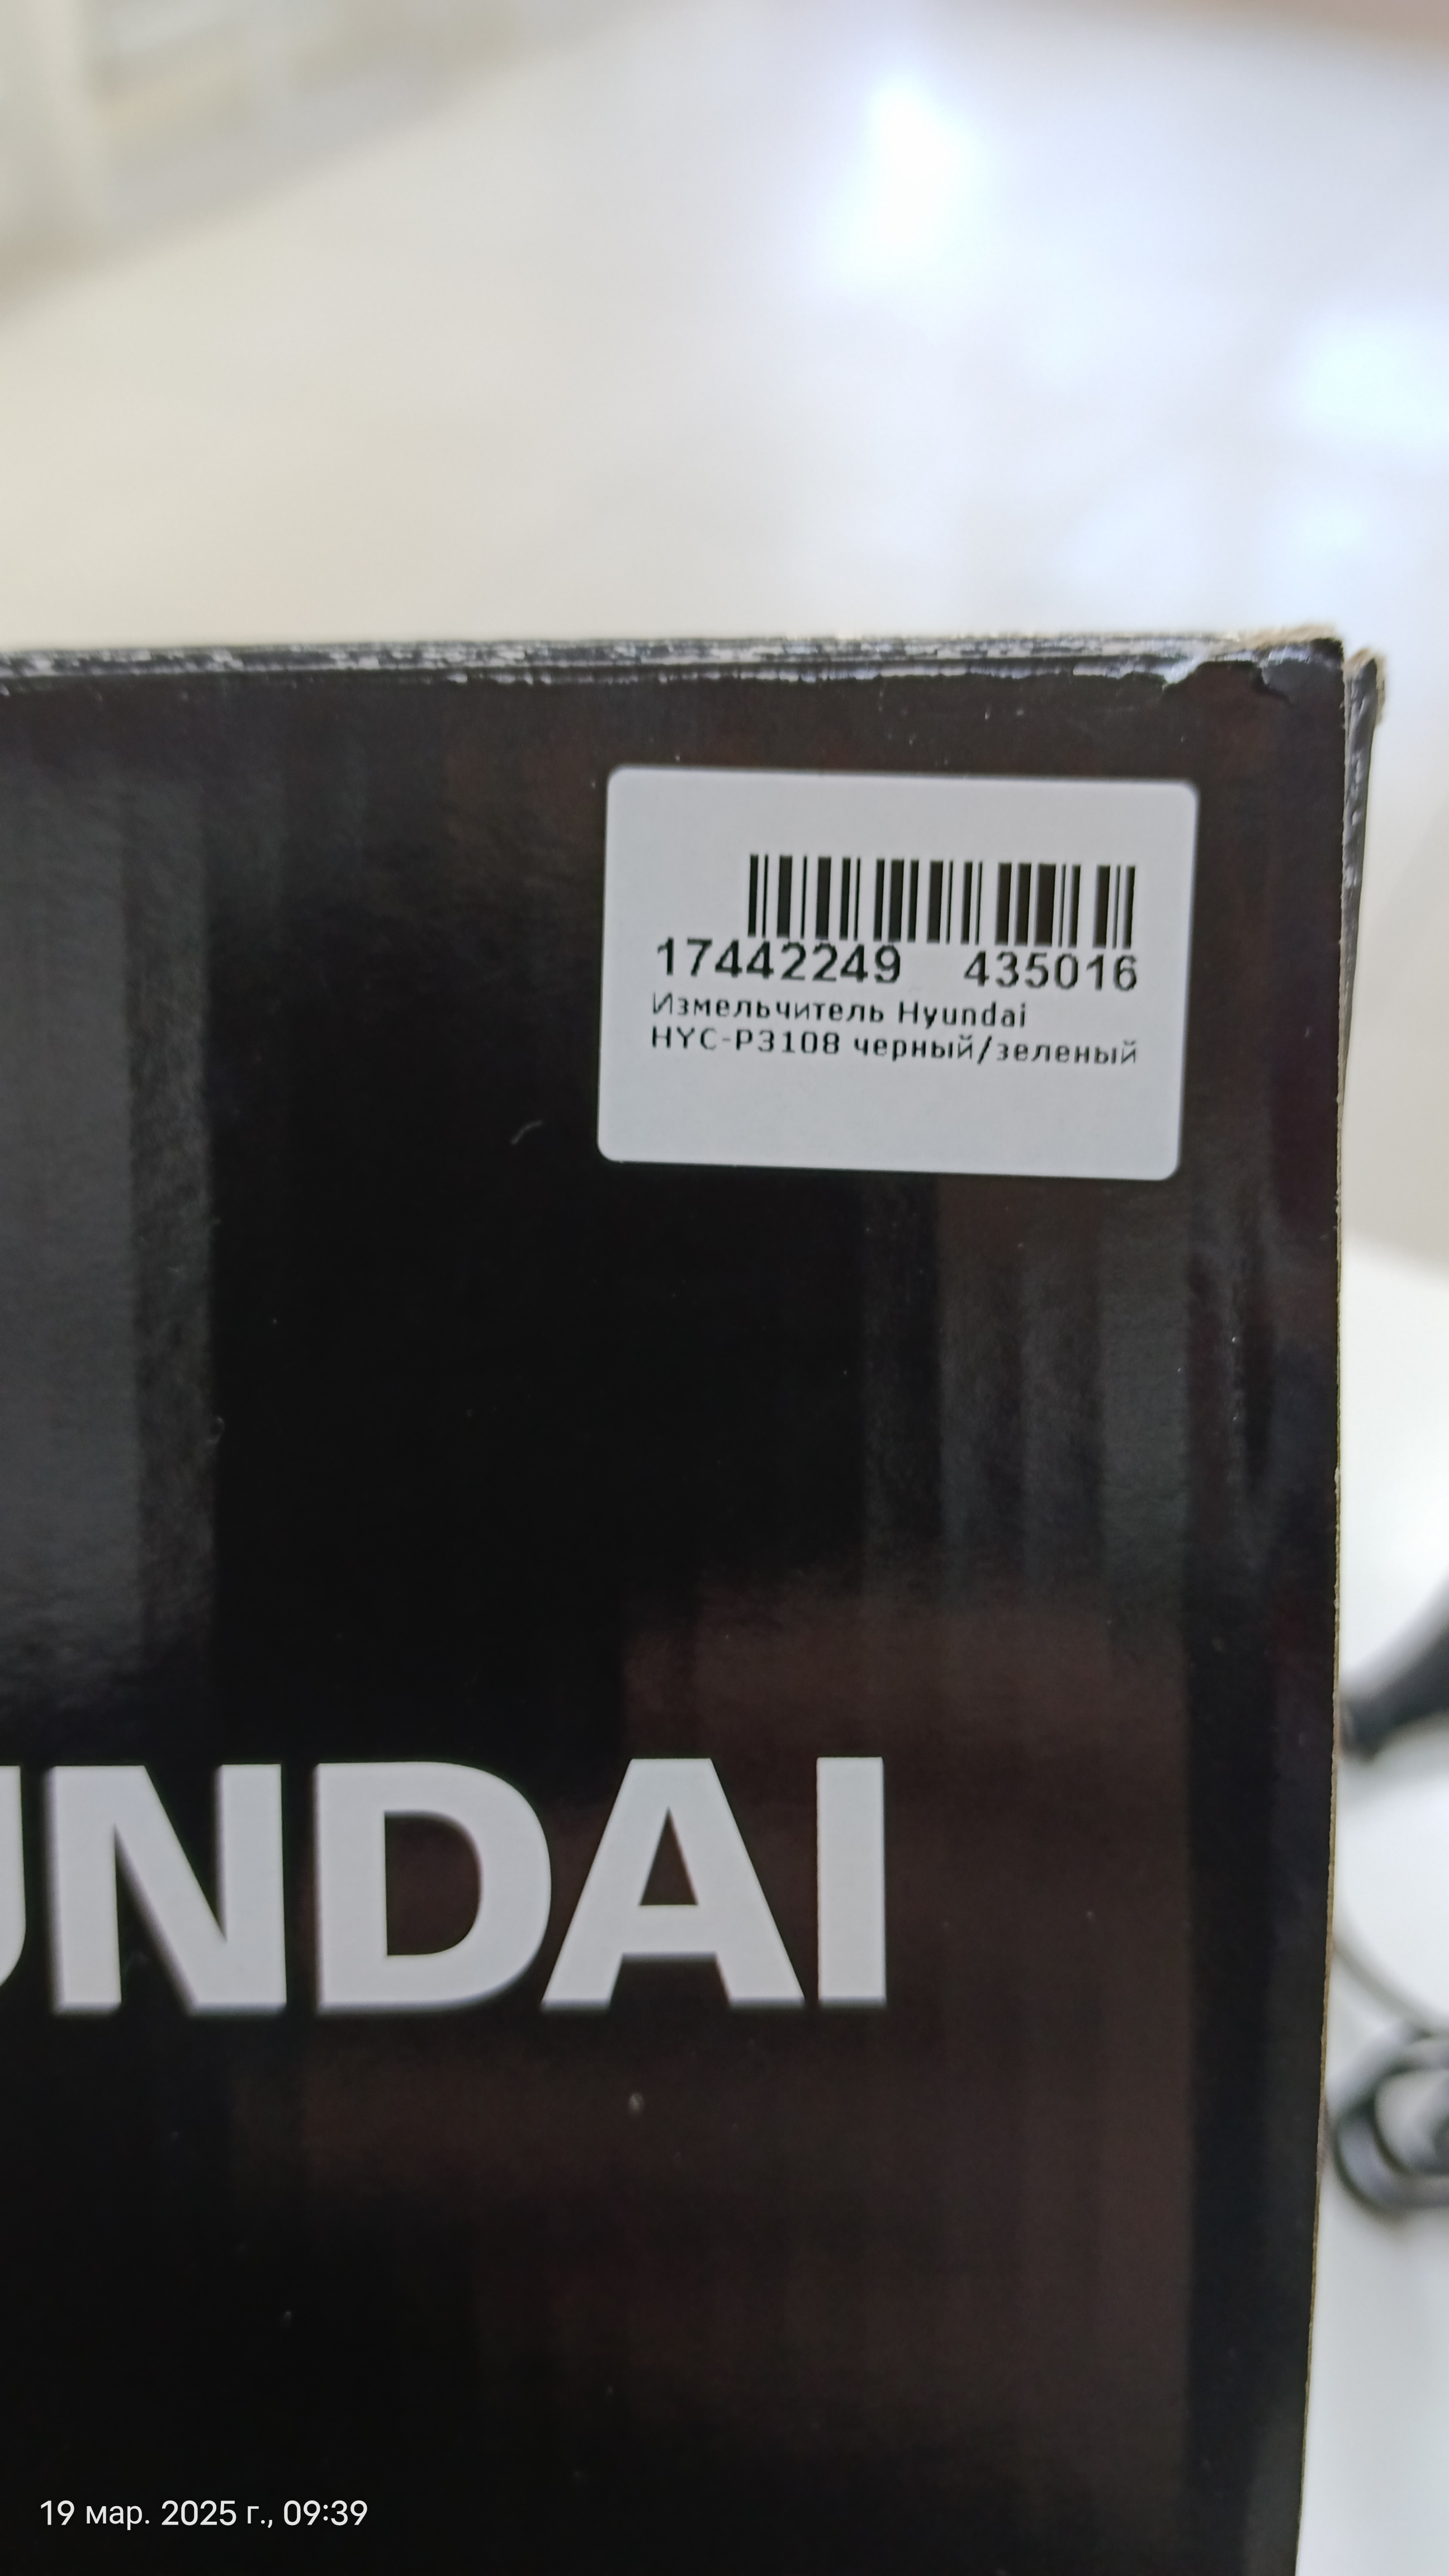 17442249 435016
Измельчитель Hyundai
HYC-P3108 черный/зеленый
UNDAI
19 мар. 2025 г., 09:39